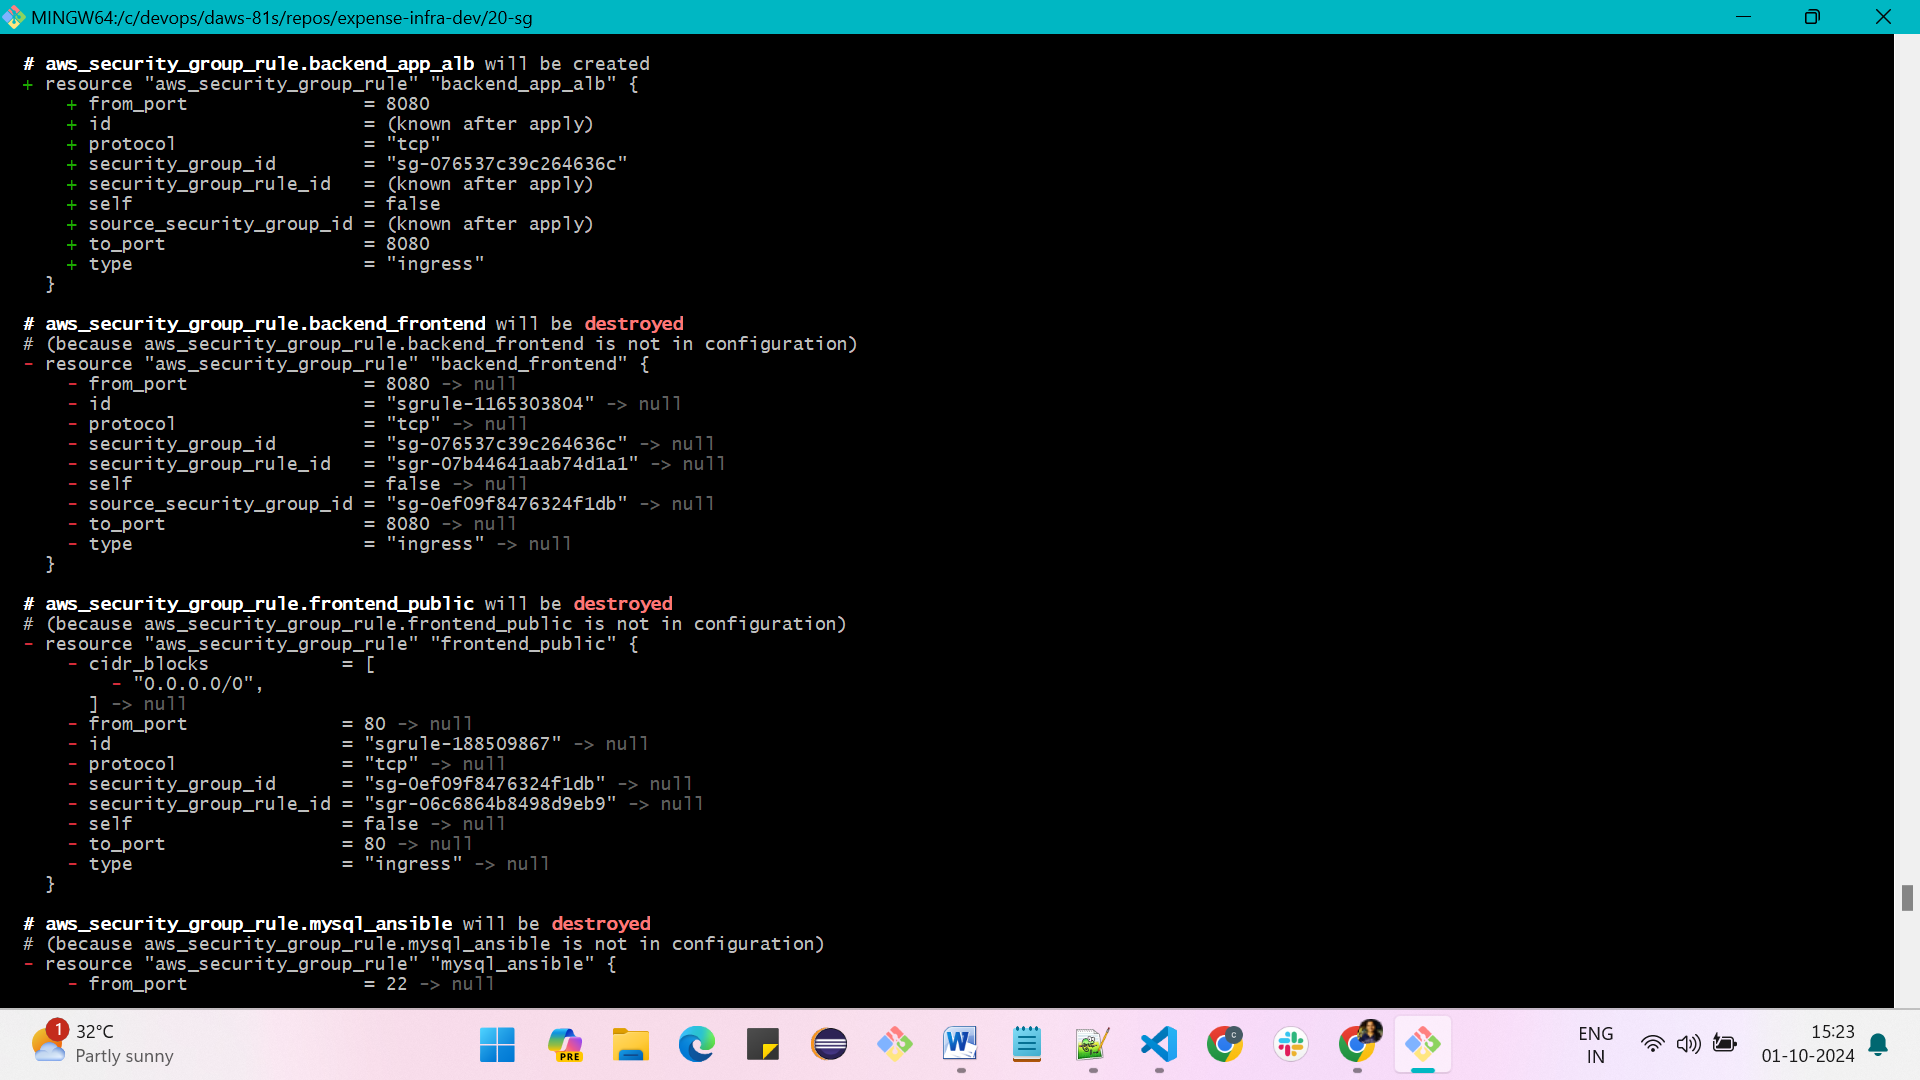 MINGW64:/c/devops/daws-81s/repos/expense-infra-dev/20-sg
# aws_security_group_rule.backend_app_alb will be created
+ resource "aws_security_group_rule" "backend_app_alb" {
    + from_port                = 8080
    + id                       = (known after apply)
    + protocol                 = "tcp"
    + security_group_id        = "sg-076537c39c264636c"
    + security_group_rule_id   = (known after apply)
    + self                     = false
    + source_security_group_id = (known after apply)
    + to_port                  = 8080
    + type                     = "ingress"
  }
# aws_security_group_rule.backend_frontend will be destroyed
# (because aws_security_group_rule.backend_frontend is not in configuration)
- resource "aws_security_group_rule" "backend_frontend" {
    - from_port                = 8080 -> null
    - id                       = "sgrule-1165303804" -> null
    - protocol                 = "tcp" -> null
    - security_group_id        = "sg-076537c39c264636c" -> null
    - security_group_rule_id   = "sgr-07b44641aab74d1a1" -> null
    - self                     = false -> null
    - source_security_group_id = "sg-0ef09f8476324f1db" -> null
    - to_port                  = 8080 -> null
    - type                     = "ingress" -> null
  }
# aws_security_group_rule.frontend_public will be destroyed
# (because aws_security_group_rule.frontend_public is not in configuration)
- resource "aws_security_group_rule" "frontend_public" {
    - cidr_blocks            = [
        - "0.0.0.0/0",
      ] -> null
    - from_port              = 80 -> null
    - id                     = "sgrule-188509867" -> null
    - protocol               = "tcp" -> null
    - security_group_id      = "sg-0ef09f8476324f1db" -> null
    - security_group_rule_id = "sgr-06c6864b8498d9eb9" -> null
    - self                   = false -> null
    - to_port                = 80 -> null
    - type                   = "ingress" -> null
  }
# aws_security_group_rule.mysql_ansible will be destroyed
# (because aws_security_group_rule.mysql_ansible is not in configuration)
- resource "aws_security_group_rule" "mysql_ansible" {
    - from_port                = 22 -> null
1
32°C
Partly sunny
PRE
W
C
ENG
IN
15:23
01-10-2024